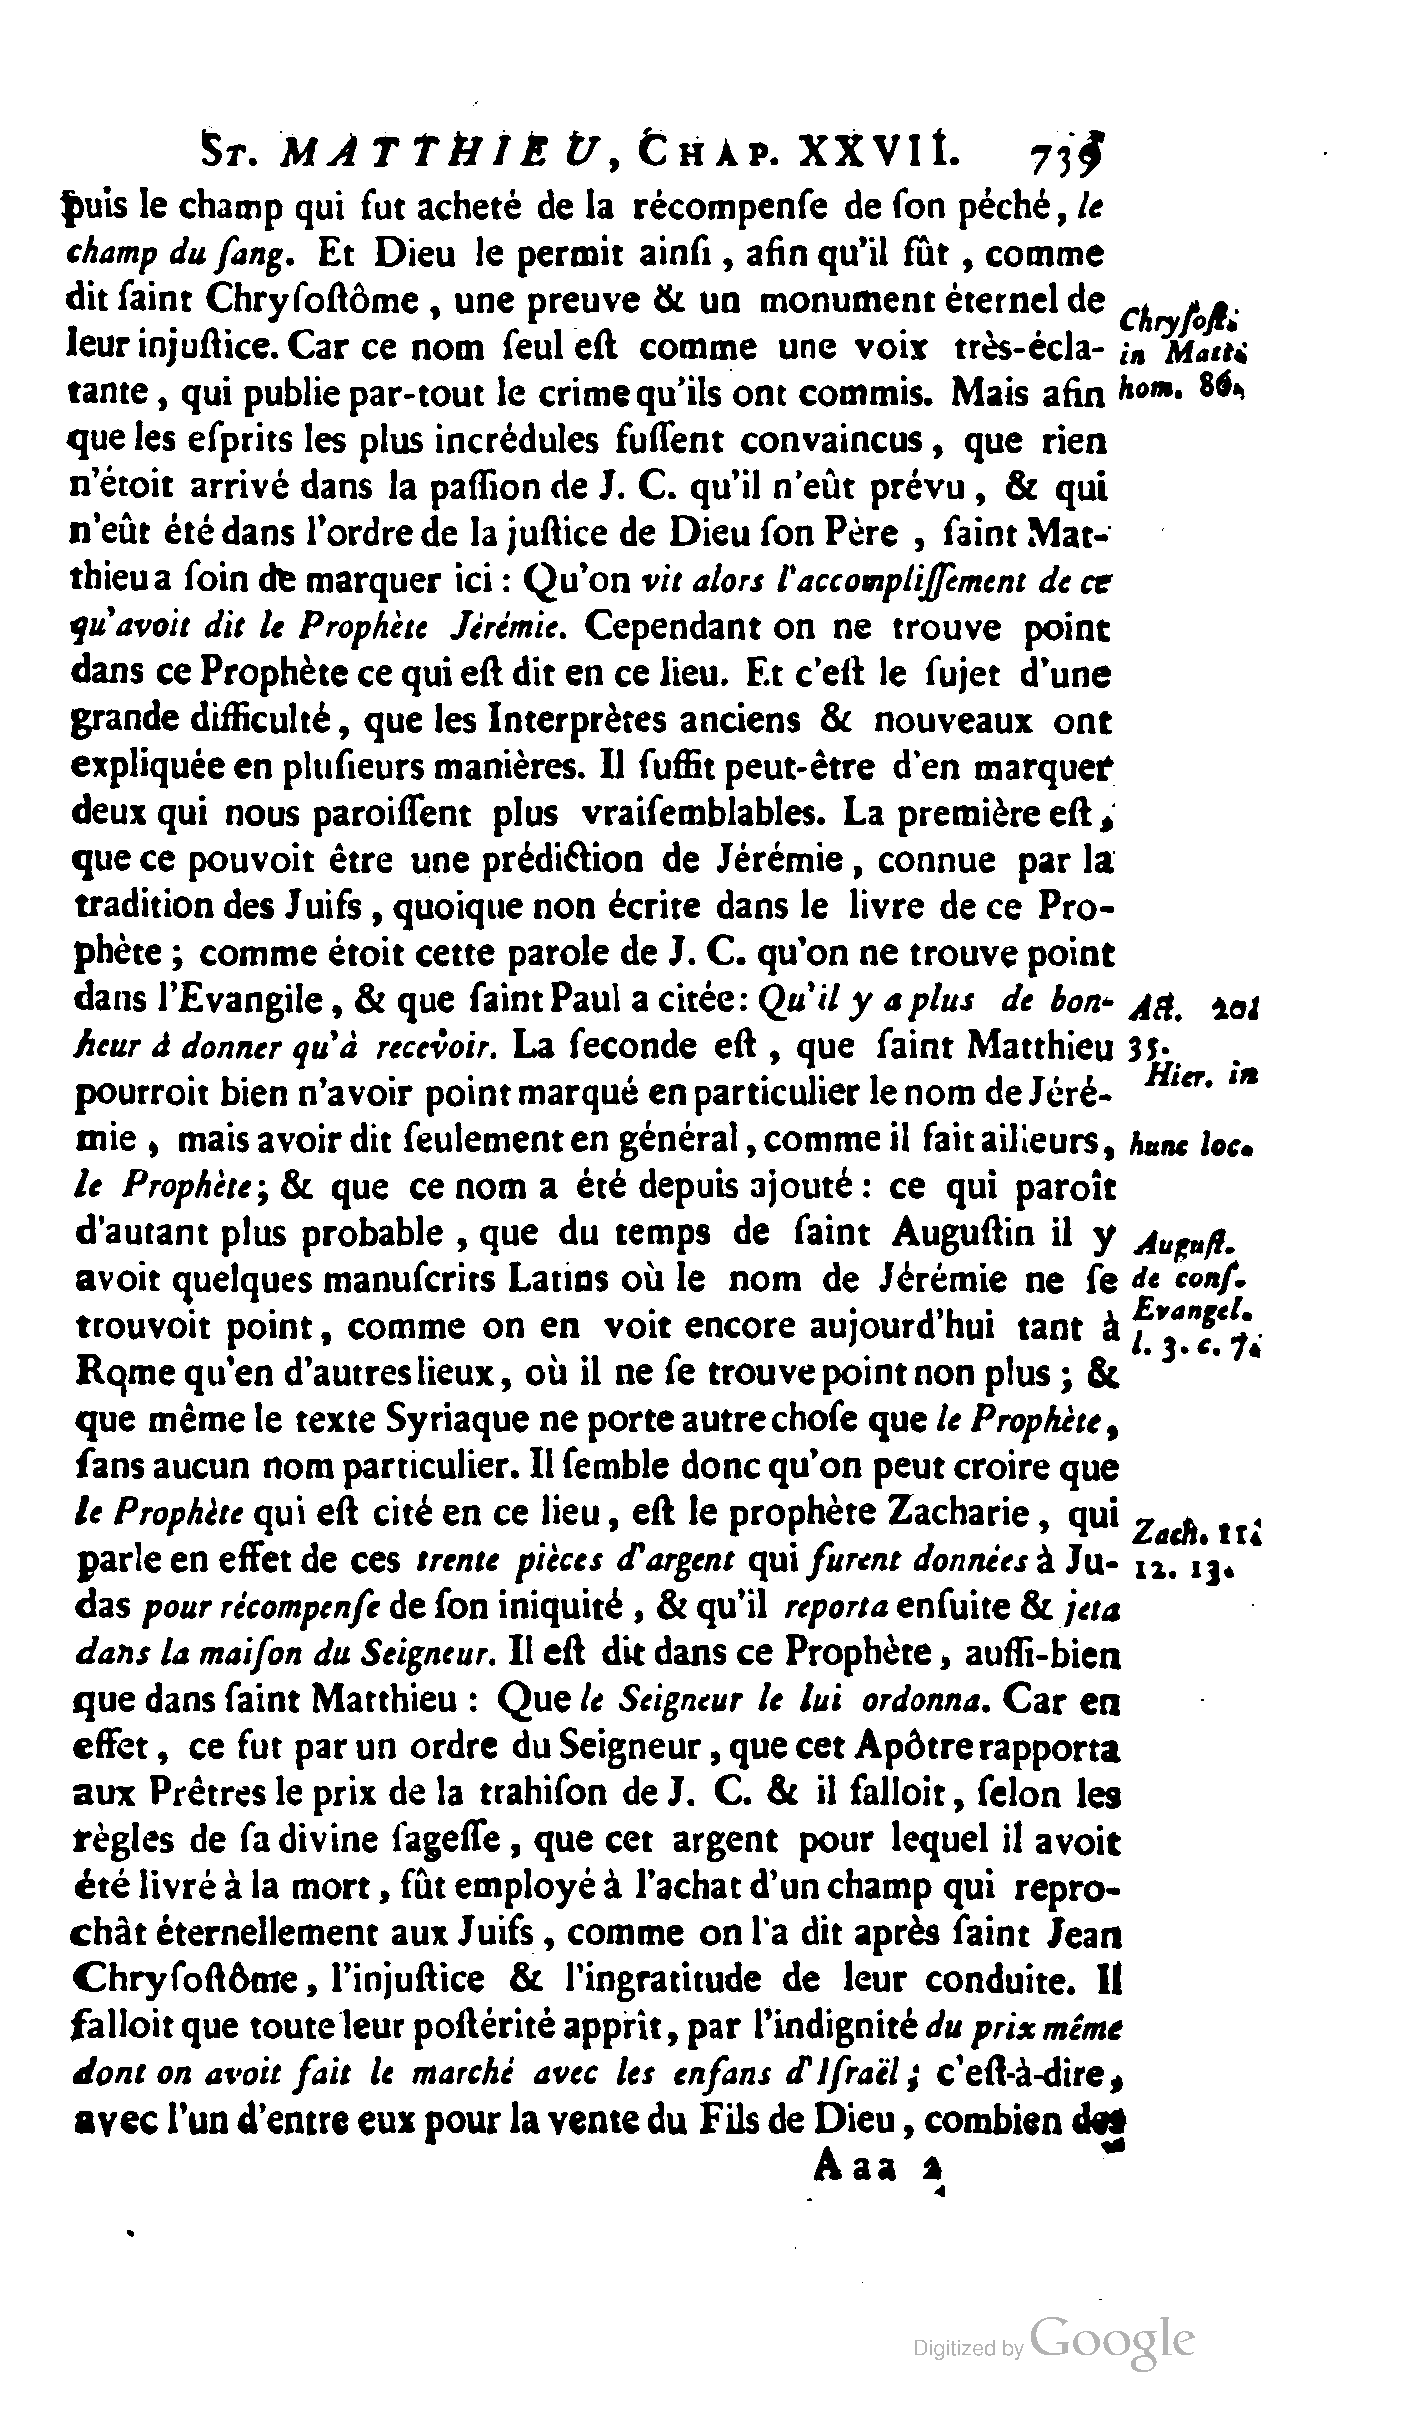 St. MATTHIEU, CHAP. XXVII. 739
puis le champ qui fut acheté de la récompenſe de ſon péché, le
champ du ſang. Et Dieu le permit ainſi, afin qu'il fût, comme
dit ſaint Chryſoſtôme, une preuve & un monument éternel de
leur injuſtice. Car ce nom ſeul eſt comme une voix très-écla-
tante, qui publie par-tout le crime qu'ils ont commis. Mais afin
que les eſprits les plus incrédules fuſſent convaincus, que rien
n'étoit arrivé dans la paſſion de J. C. qu'il n'eût prévu, & qui
n'eût été dans l'ordre de la juſtice de Dieu ſon Père, ſaint Mat-
thieu a ſoin de marquer ici : Qu'on vit alors l'accompliſſement de ce
qu'avoit dit le Prophète Jérémie. Cependant on ne trouve point
dans ce Prophète ce qui eſt dit en ce lieu. Et c'eſt le ſujet d'une
grande difficulté, que les Interprètes anciens & nouveaux ont
expliquée en pluſieurs manières. Il ſuffit peut-être d'en marquer
deux qui nous paroiſſent plus vraiſemblables. La première eſt,
que ce pouvoit être une prédiction de Jérémie, connue par la
tradition des Juifs, quoique non écrite dans le livre de ce Pro-
phète ; comme étoit cette parole de J. C. qu'on ne trouve point
dans l'Evangile, & que ſaint Paul a citée : Qu'il y a plus de bon-
heur à donner qu'à recevoir. La ſeconde eſt, que ſaint Matthieu
pourroit bien n'avoir point marqué en particulier le nom de Jéré-
mie, mais avoir dit ſeulement en général, comme il fait ailleurs,
le Prophète; & que ce nom a été depuis ajouté : ce qui paroît
d'autant plus probable, que du temps de ſaint Auguſtin il y
avoit quelques manuſcrits Latins où le nom de Jérémie ne ſe
trouvoit point, comme on en voit encore aujourd'hui tant à
Rome qu'en d'autres lieux, où il ne ſe trouve point non plus ; &
que même le texte Syriaque ne porte autre choſe que le Prophète,
ſans aucun nom particulier. Il ſemble donc qu'on peut croire que
le Prophète qui eſt cité en ce lieu, eſt le prophète Zacharie, qui
parle en effet de ces trente pièces d'argent qui furent données à Ju-
das pour récompenſe de ſon iniquité, & qu'il reporta enſuite & jeta
dans la maiſon du Seigneur. Il eſt dit dans ce Prophète, auſſi-bien
que dans ſaint Matthieu : Que le Seigneur le lui ordonna. Car en
effet, ce fut par un ordre du Seigneur, que cet Apôtre rapporta
aux Prêtres le prix de la trahiſon de J. C. & il falloit, ſelon les
règles de ſa divine ſageſſe, que cet argent pour lequel il avoit
été livré à la mort, fût employé à l'achat d'un champ qui repro-
chât éternellement aux Juifs, comme on l'a dit après ſaint Jean
Chryſoſtôme, l'injuſtice & l'ingratitude de leur conduite. Il
falloit que toute leur poſtérité apprît, par l'indignité du prix même
dont on avoit fait le marché avec les enfans d'Iſraël ; c'eſt-à-dire,
avec l'un d'entre eux pour la vente du Fils de Dieu, combien des
Aaa 2
Chryſoſt.
in Matt.
hom. 86.
Act. 20.
35.
Hier. in
hunc loc.
Auguſt.
de conſ.
Evangel.
l. 3. c. 7.
Zach. 11.
12. 13.
Digitized by Google